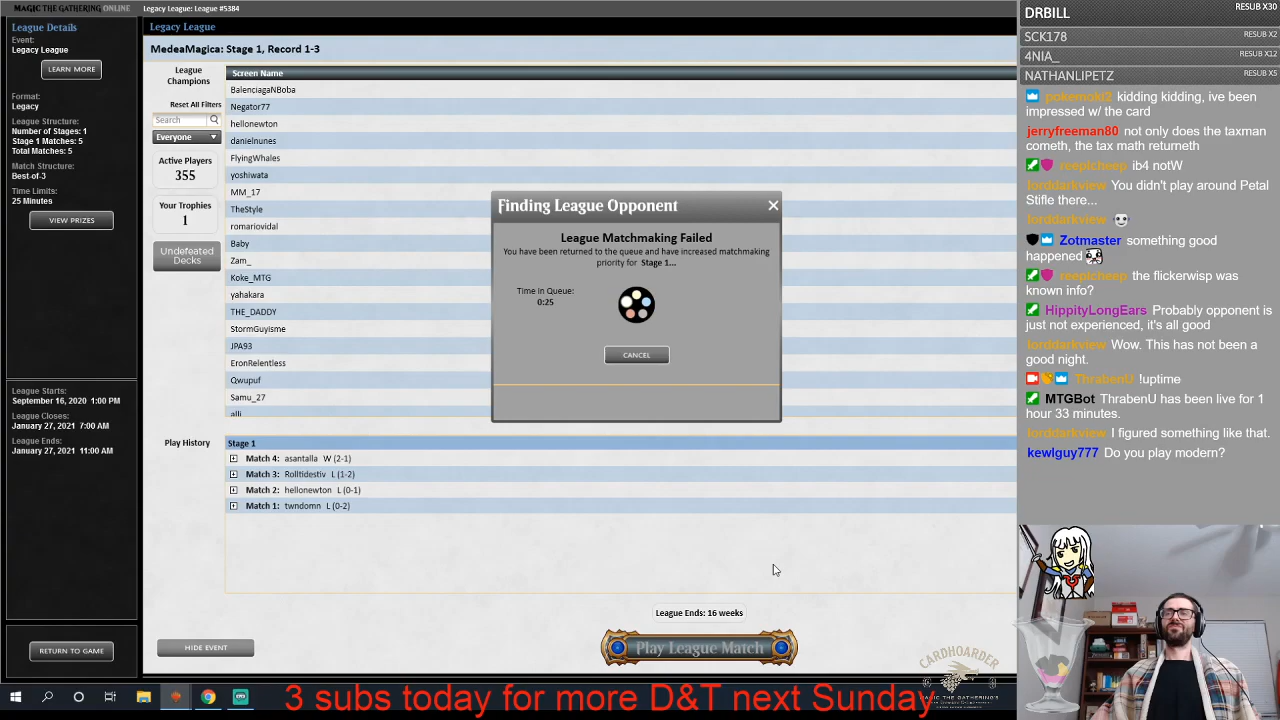 MAGIC THE GATHERING ONLINE
Legacy League: League #5384
League Details
Event:
Legacy League
LEARN MORE
Format:
Legacy
League Structure:
Number of Stages: 1
Stage 1 Matches: 5
Total Matches: 5
Match Structure:
Best-of-3
Time Limits:
25 Minutes
VIEW PRIZES
League Starts:
September 16, 2020 1:00 PM
League Closes:
January 27, 2021 7:00 AM
League Ends:
January 27, 2021 11:00 AM
RETURN TO GAME
Legacy League
MedeaMagica: Stage 1, Record 1-3
League
Champions
Reset All Filters
Search
Everyone
Active Players
355
Your Trophies
1
Undefeated
Decks
Screen Name
BalenciagaNBoba
Negator77
hellonewton
danielnunes
FlyingWhales
yoshiwata
MM_17
TheStyle
romariovidal
Baby
Zam_
Koke_MTG
yahakara
THE_DADDY
StormGuyisme
JPA93
EronRelentless
Qwupuf
Samu_27
alli
Finding League Opponent
League Matchmaking Failed
You have been returned to the queue and have increased matchmaking
priority for Stage 1...
Time In Queue:
0:25
CANCEL
Play History
Stage 1
Match 4: asantalla W (2-1)
Match 3: Rolltidestiv L (1-2)
Match 2: hellonewton L (0-1)
Match 1: twndomn L (0-2)
League Ends: 16 weeks
HIDE EVENT
Play League Match
DRBILL RESUB X30
SCK178 RESUB X2
4NIA_ RESUB X12
NATHANLIPETZ RESUB X5
pokemoki2 kidding kidding, ive been
impressed w/ the card
jerryfreeman80 not only does the taxman
cometh, the tax math returneth
reepicheep ib4 notW
lorddarkview You didn't play around Petal
Stifle there...
lorddarkview
Zotmaster something good
happened
reepicheep the flickerwisp was
known info?
HippityLongEars Probably opponent is
just not experienced, it's all good
lorddarkview Wow. This has not been a
good night.
ThrabenU !uptime
MTGBot ThrabenU has been live for 1
hour 33 minutes.
lorddarkview I figured something like that.
kewlguy777 Do you play modern?
CARDHOARDER
3 subs today for more D&T next Sunday